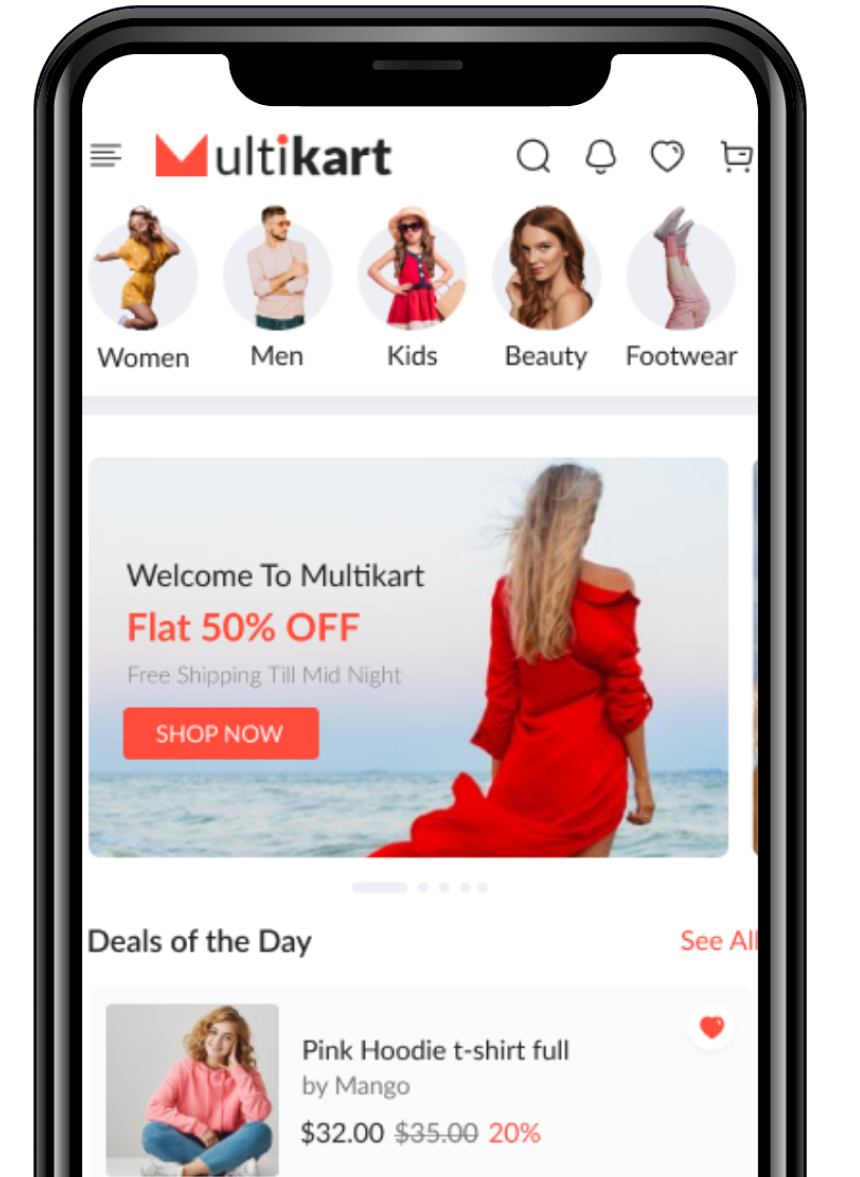 Multikart
Women Men Kids Beauty Footwear
Welcome To Multikart
Flat 50% OFF
Free Shipping Till Mid Night
SHOP NOW
Deals of the Day See All
Pink Hoodie t-shirt full
by Mango
$32.00 $35.00 20%